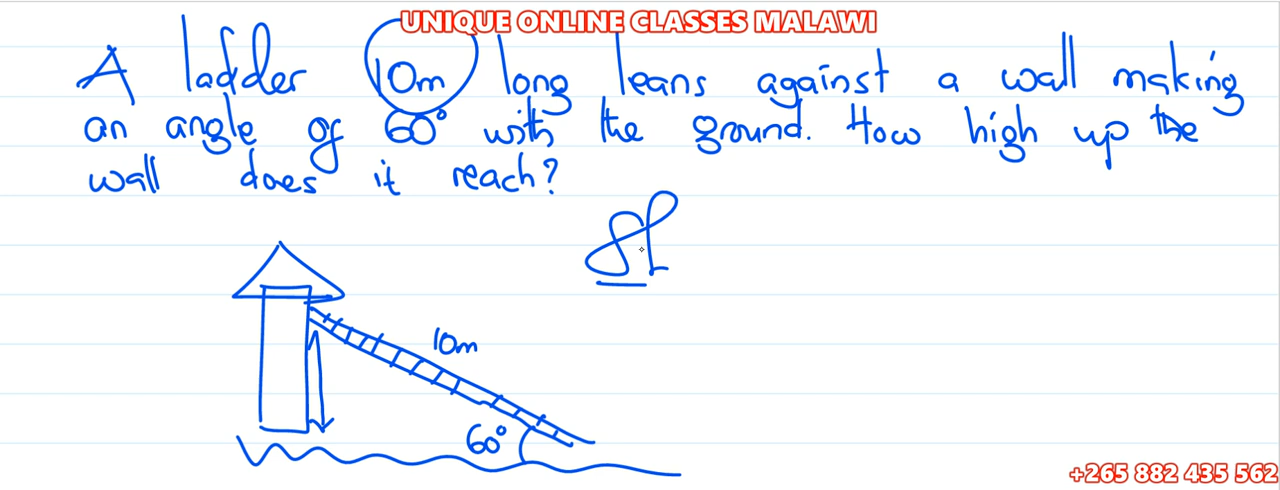 UNIQUE ONLINE CLASSES MALAWI
A ladder 10m long leans against a wall making
an angle of 60° with the ground. How high up the
wall does it reach?
10m
60°
+265 882 435 562